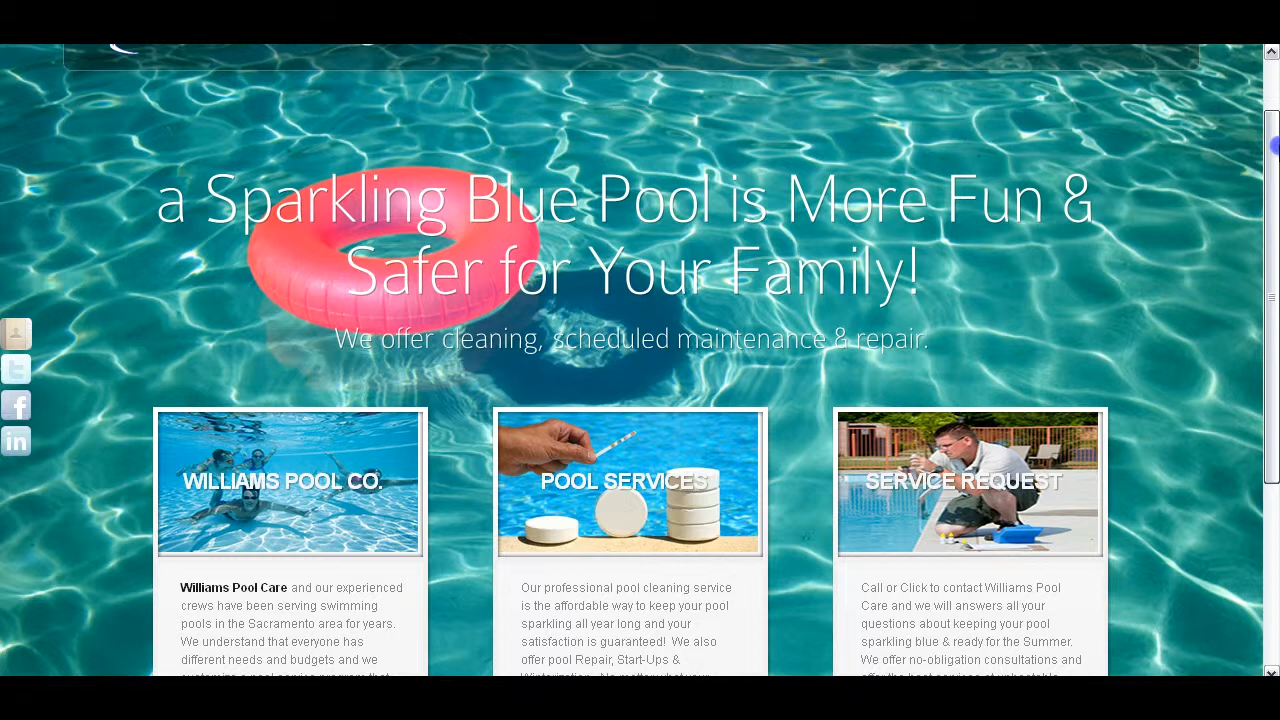 a Sparkling Blue Pool is More Fun &
Safer for Your Family!
We offer cleaning, scheduled maintenance & repair.
WILLIAMS POOL CO.
Williams Pool Care and our experienced
crews have been serving swimming
pools in the Sacramento area for years.
We understand that everyone has
different needs and budgets and we
customize a pool service program that
POOL SERVICES
Our professional pool cleaning service
is the affordable way to keep your pool
sparkling all year long and your
satisfaction is guaranteed! We also
offer pool Repair, Start-Ups &
SERVICE REQUEST
Call or Click to contact Williams Pool
Care and we will answers all your
questions about keeping your pool
sparkling blue & ready for the Summer.
We offer no-obligation consultations and